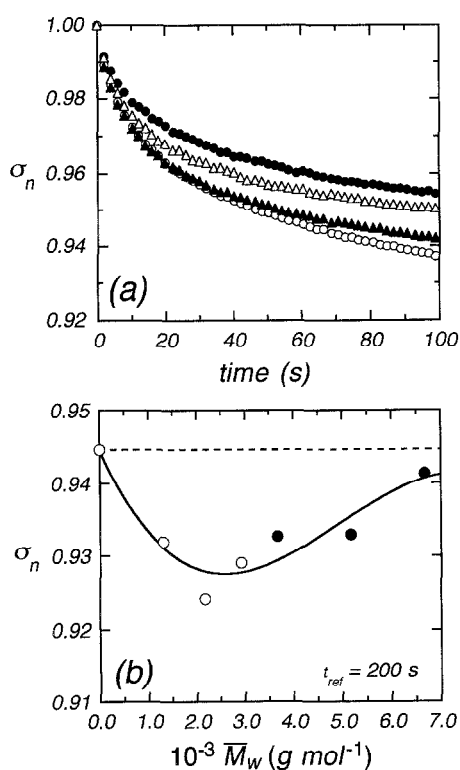 1.00
0.98
0.96
σn
0.94
(a)
0.92
0 20 40 60 80 100
time (s)
0.95
0.94
0.93
σn
0.92
(b)
t_ref = 200 s
0.91
0.0 1.0 2.0 3.0 4.0 5.0 6.0 7.0
10⁻³ M̅_W (g mol⁻¹)